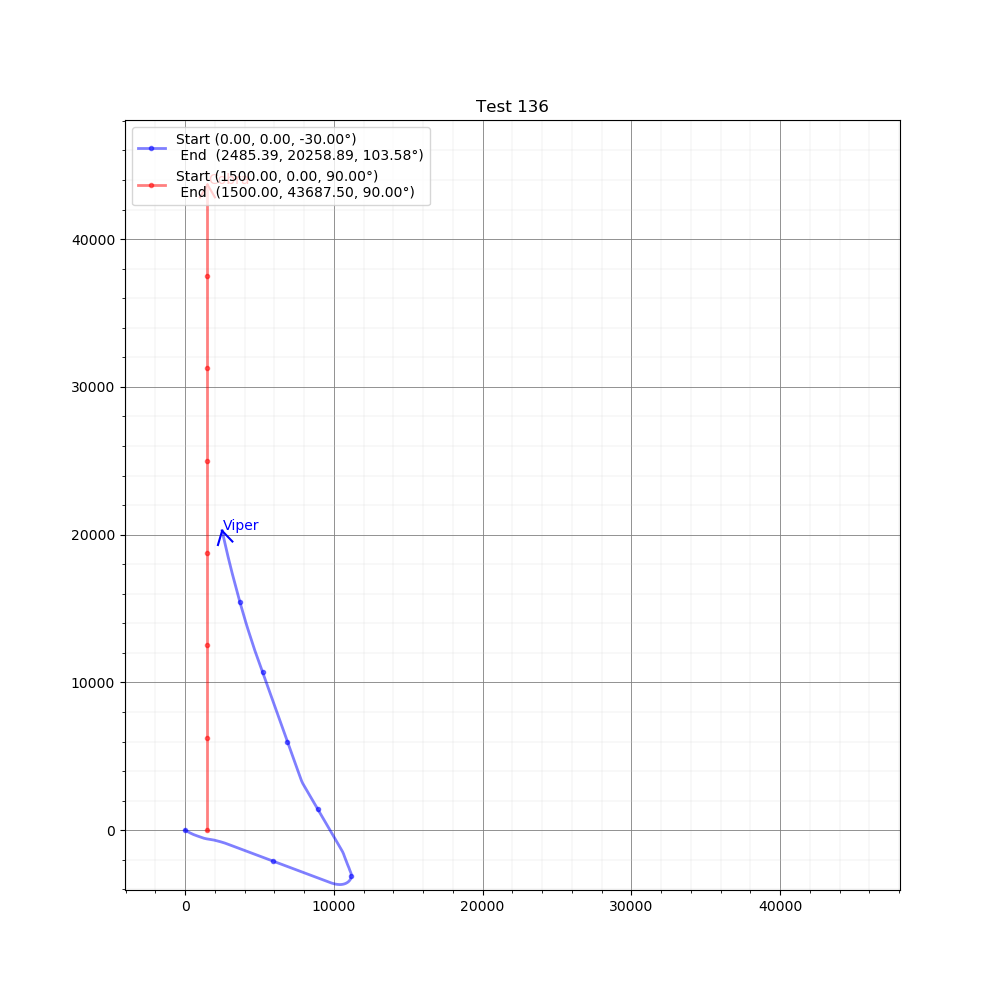 Test 136
Start (0.00, 0.00, -30.00°)
End (2485.39, 20258.89, 103.58°)
Start (1500.00, 0.00, 90.00°)
End (1500.00, 43687.50, 90.00°)
40000
30000
Viper
20000
10000
0
0 10000 20000 30000 40000